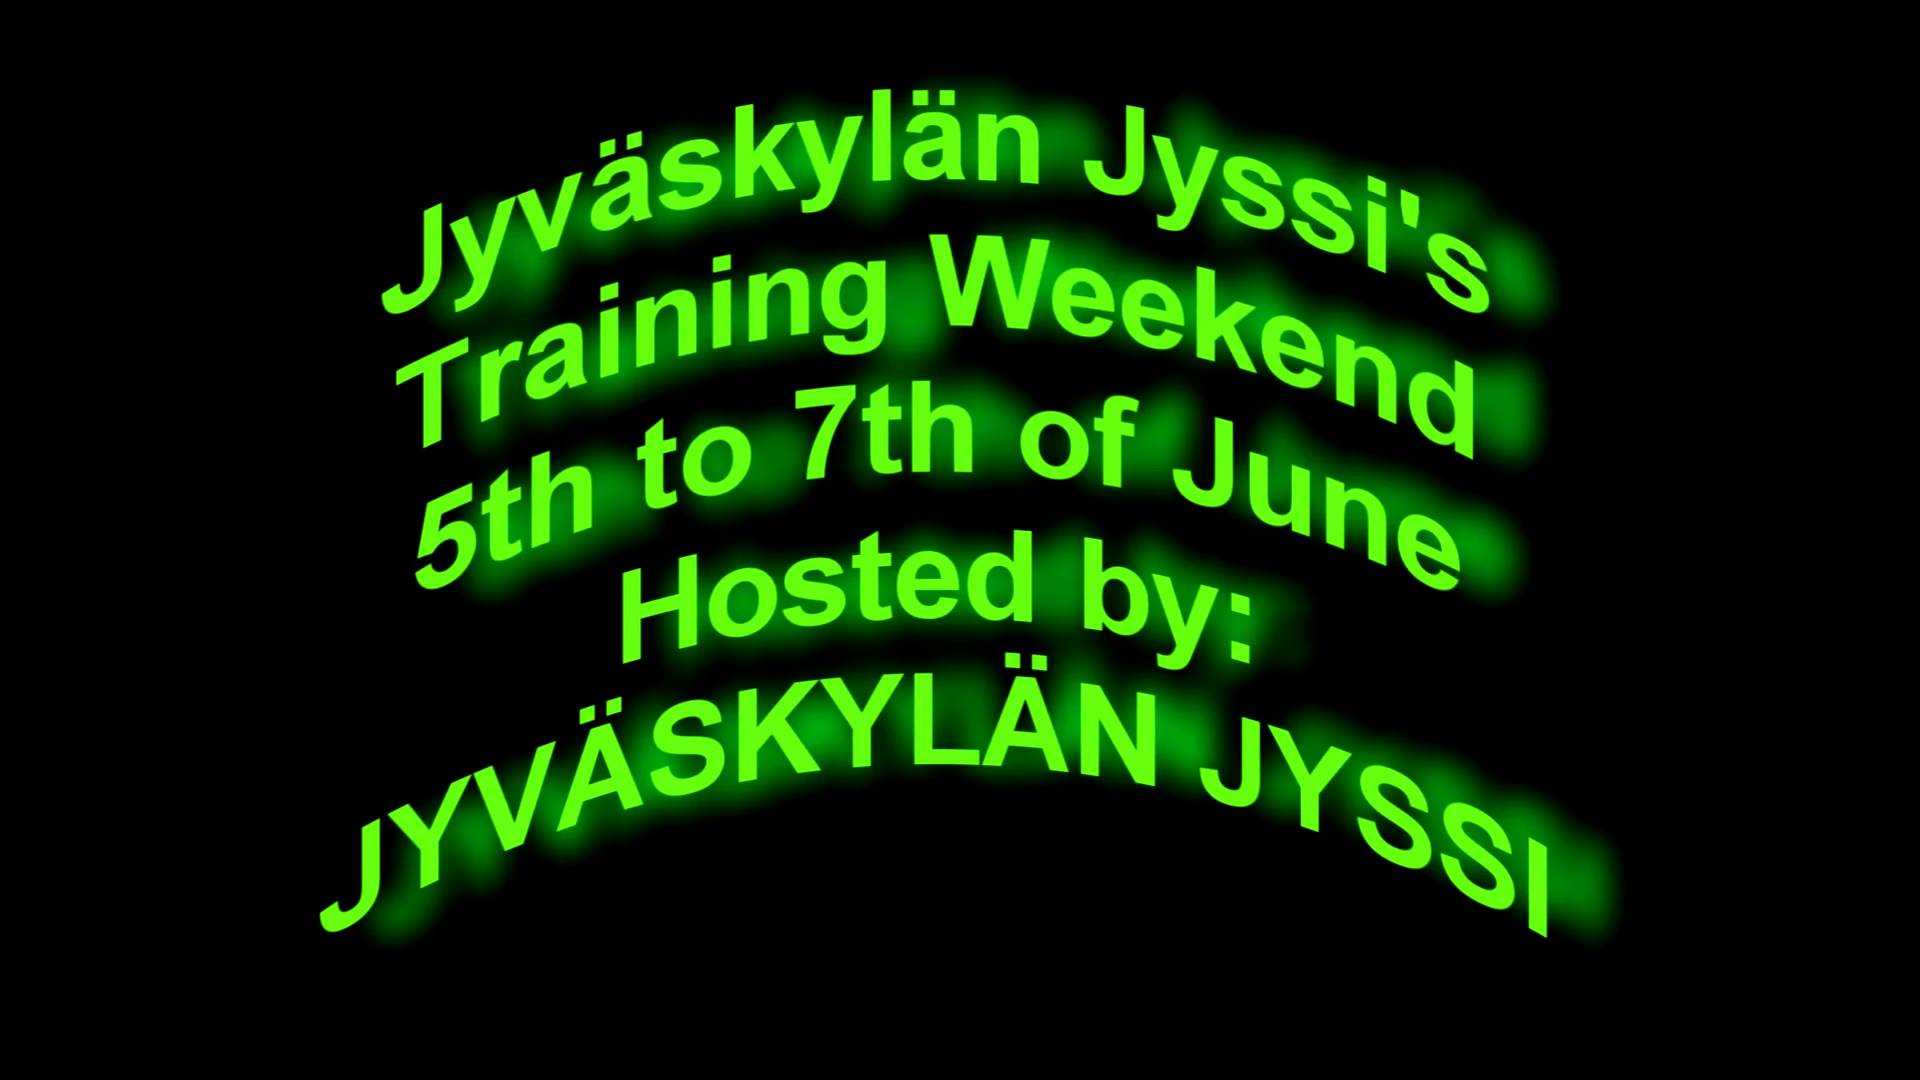 Jyväskylän Jyssi's
Training Weekend
5th to 7th of June
Hosted by:
JYVÄSKYLÄN JYSSI